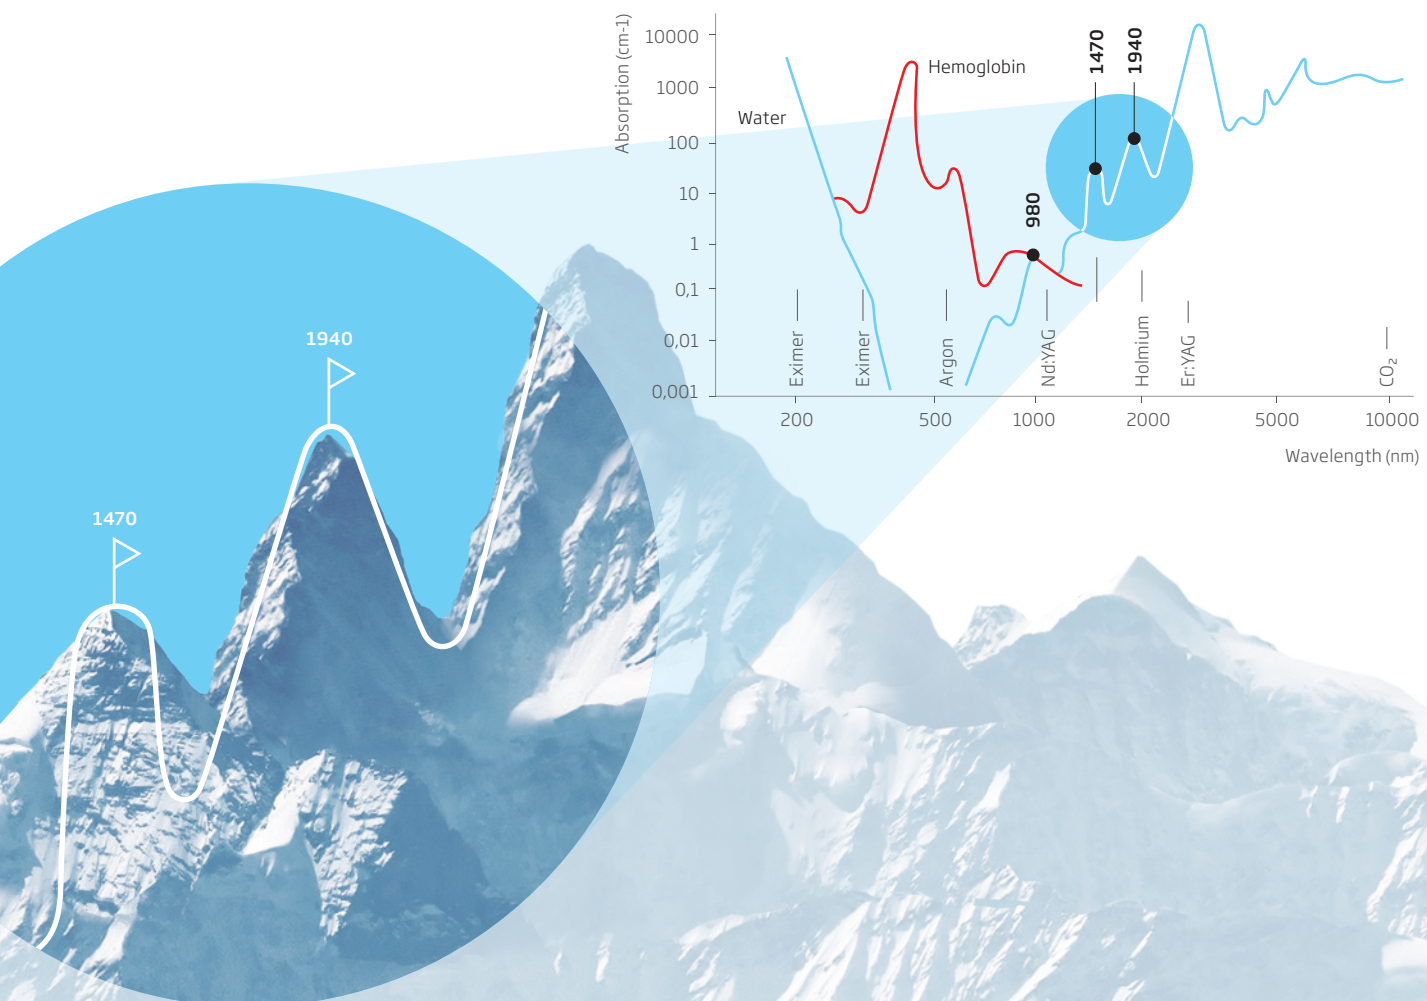 Absorption (cm-1)
10000
1000
100
10
1
0,1
0,01
0,001
Water
Hemoglobin
980
1470
1940
Eximer
Eximer
Argon
Nd:YAG
Holmium
Er:YAG
CO₂
200
500
1000
2000
5000
10000
Wavelength (nm)
1940
1470